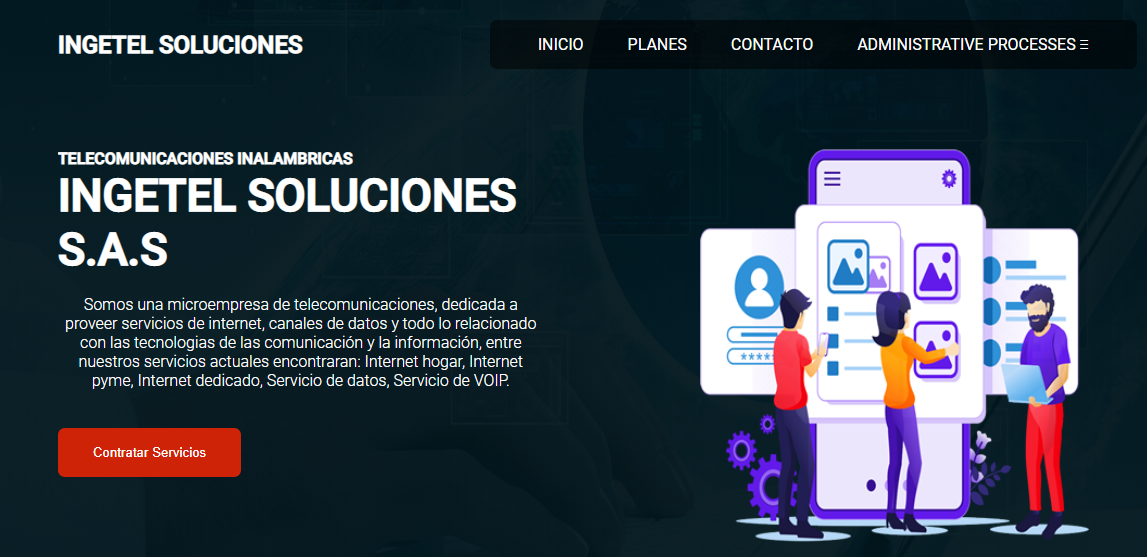 INGETEL SOLUCIONES
INICIO PLANES CONTACTO ADMINISTRATIVE PROCESSES ☰
TELECOMUNICACIONES INALAMBRICAS
INGETEL SOLUCIONES
S.A.S
Somos una microempresa de telecomunicaciones, dedicada a
proveer servicios de internet, canales de datos y todo lo relacionado
con las tecnologias de las comunicación y la información, entre
nuestros servicios actuales encontraran: Internet hogar, Internet
pyme, Internet dedicado, Servicio de datos, Servicio de VOIP.
Contratar Servicios